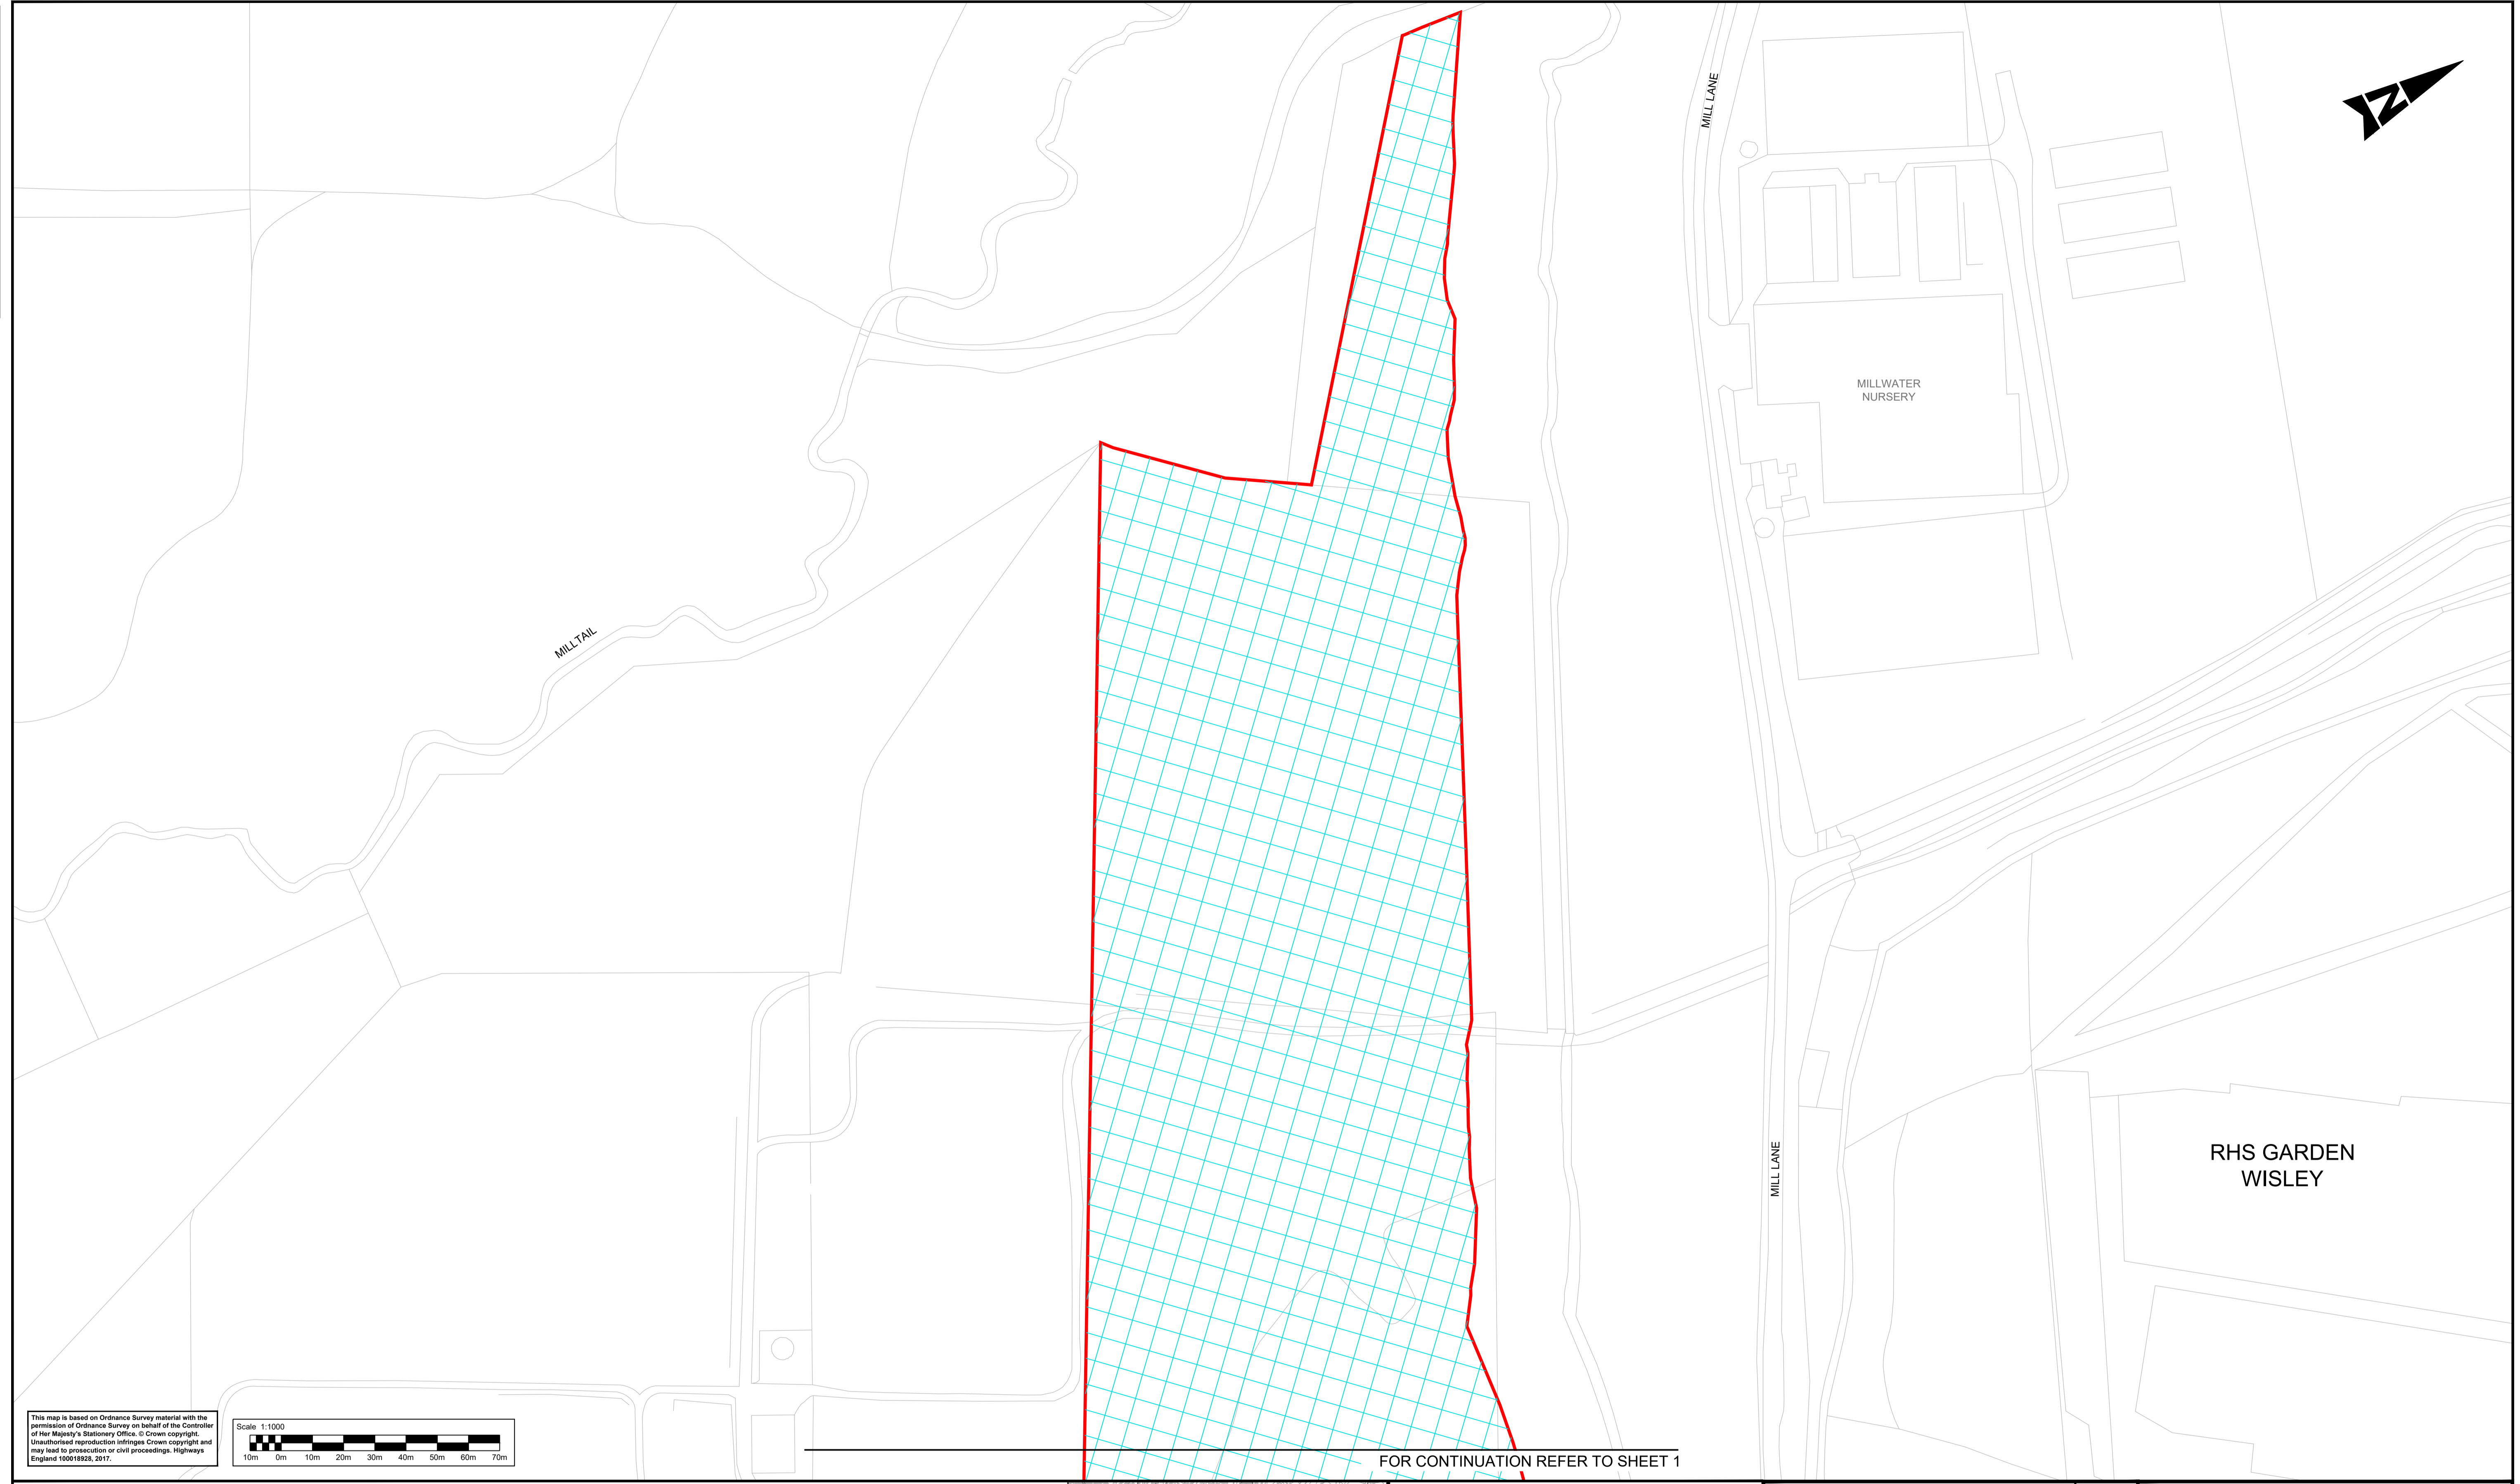 MILL LANE
N
MILLWATER
NURSERY
MILLTAIL
RHS GARDEN
WISLEY
MILL LANE
This map is based on Ordnance Survey material with the
permission of Ordnance Survey on behalf of the Controller
of Her Majesty's Stationery Office. © Crown copyright.
Unauthorised reproduction infringes Crown copyright and
may lead to prosecution or civil proceedings. Highways
England 100018928, 2017.
Scale 1:1000
10m 0m 10m 20m 30m 40m 50m 60m 70m
FOR CONTINUATION REFER TO SHEET 1